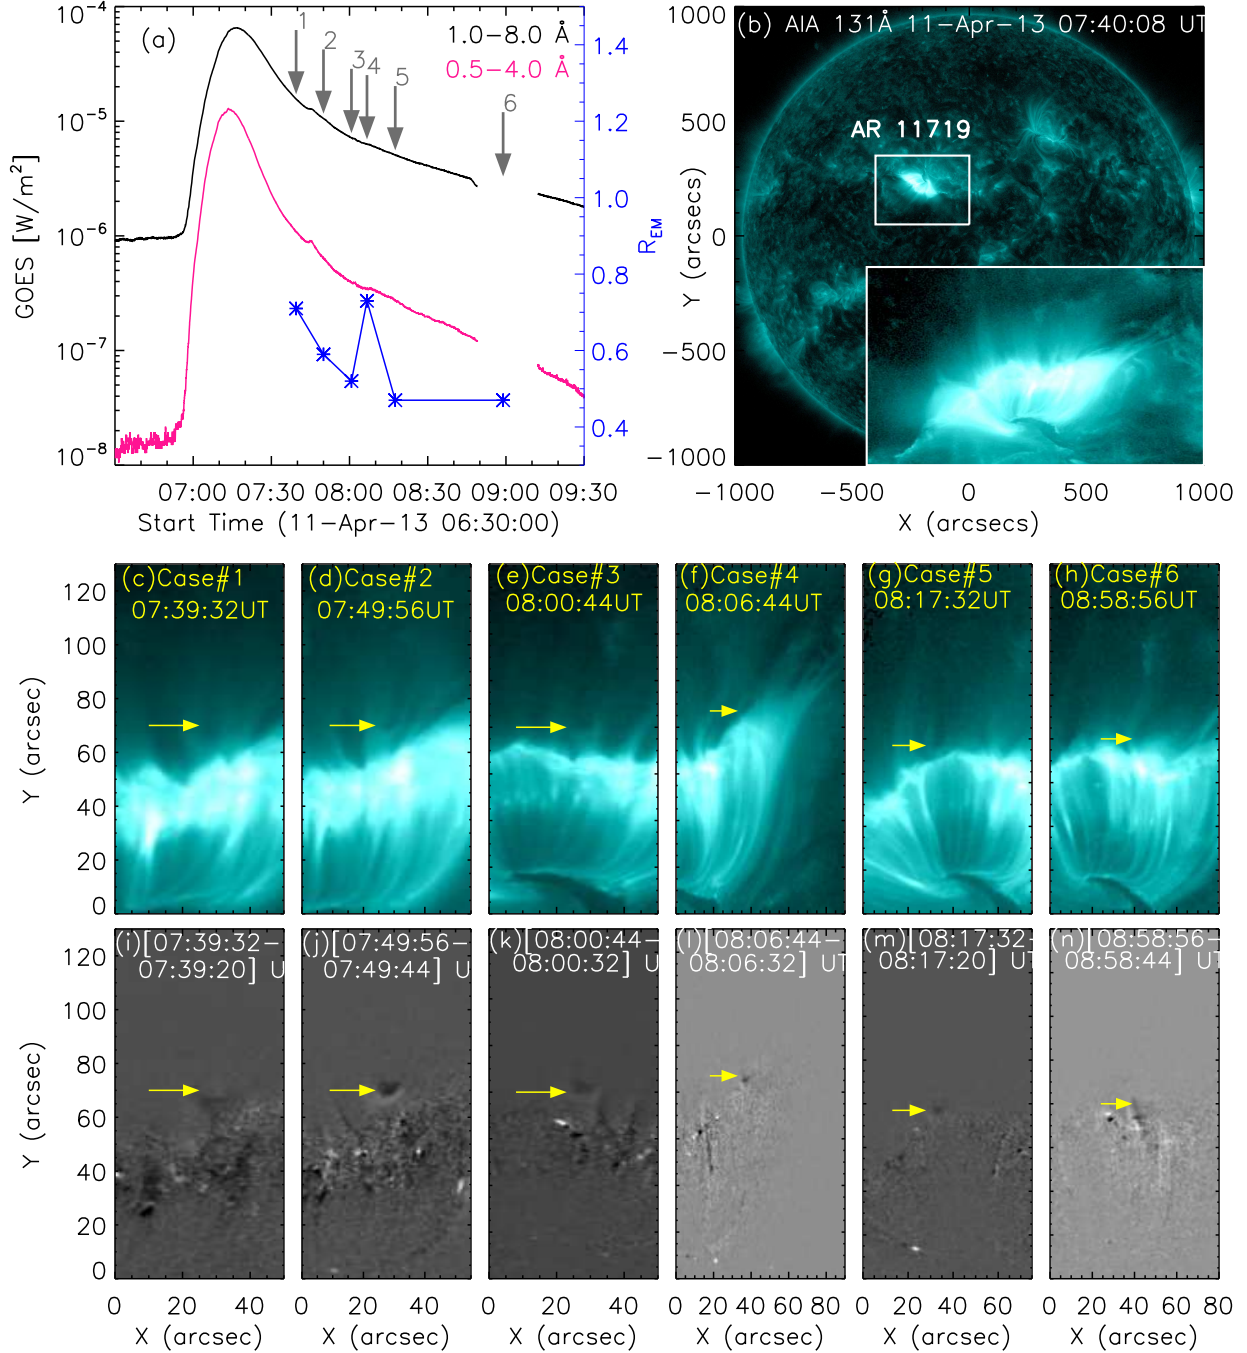 (a)
1.0−8.0 Å
0.5−4.0 Å
1
2
3
4
5
6
10−4
10−5
10−6
10−7
10−8
GOES [W/m2]
1.4
1.2
1.0
0.8
0.6
0.4
REM
07:00 07:30 08:00 08:30 09:00 09:30
Start Time (11−Apr−13 06:30:00)
(b) AIA 131Å 11−Apr−13 07:40:08 UT
AR 11719
1000
500
0
−500
−1000
Y (arcsecs)
−1000 −500 0 500 1000
X (arcsecs)
(c)Case#1
07:39:32UT
(d)Case#2
07:49:56UT
(e)Case#3
08:00:44UT
(f)Case#4
08:06:44UT
(g)Case#5
08:17:32UT
(h)Case#6
08:58:56UT
120
100
80
60
40
20
0
Y (arcsec)
(i)[07:39:32−
07:39:20] U
(j)[07:49:56−
07:49:44] U
(k)[08:00:44−
08:00:32] U
(l)[08:06:44−
08:06:32] UT
(m)[08:17:32−
08:17:20] UT
(n)[08:58:56−
08:58:44] UT
120
100
80
60
40
20
0
Y (arcsec)
0 20 40
X (arcsec)
0 20 40
X (arcsec)
0 20 40
X (arcsec)
0 20 40 60 80
X (arcsec)
0 20 40 60
X (arcsec)
0 20 40 60 80
X (arcsec)